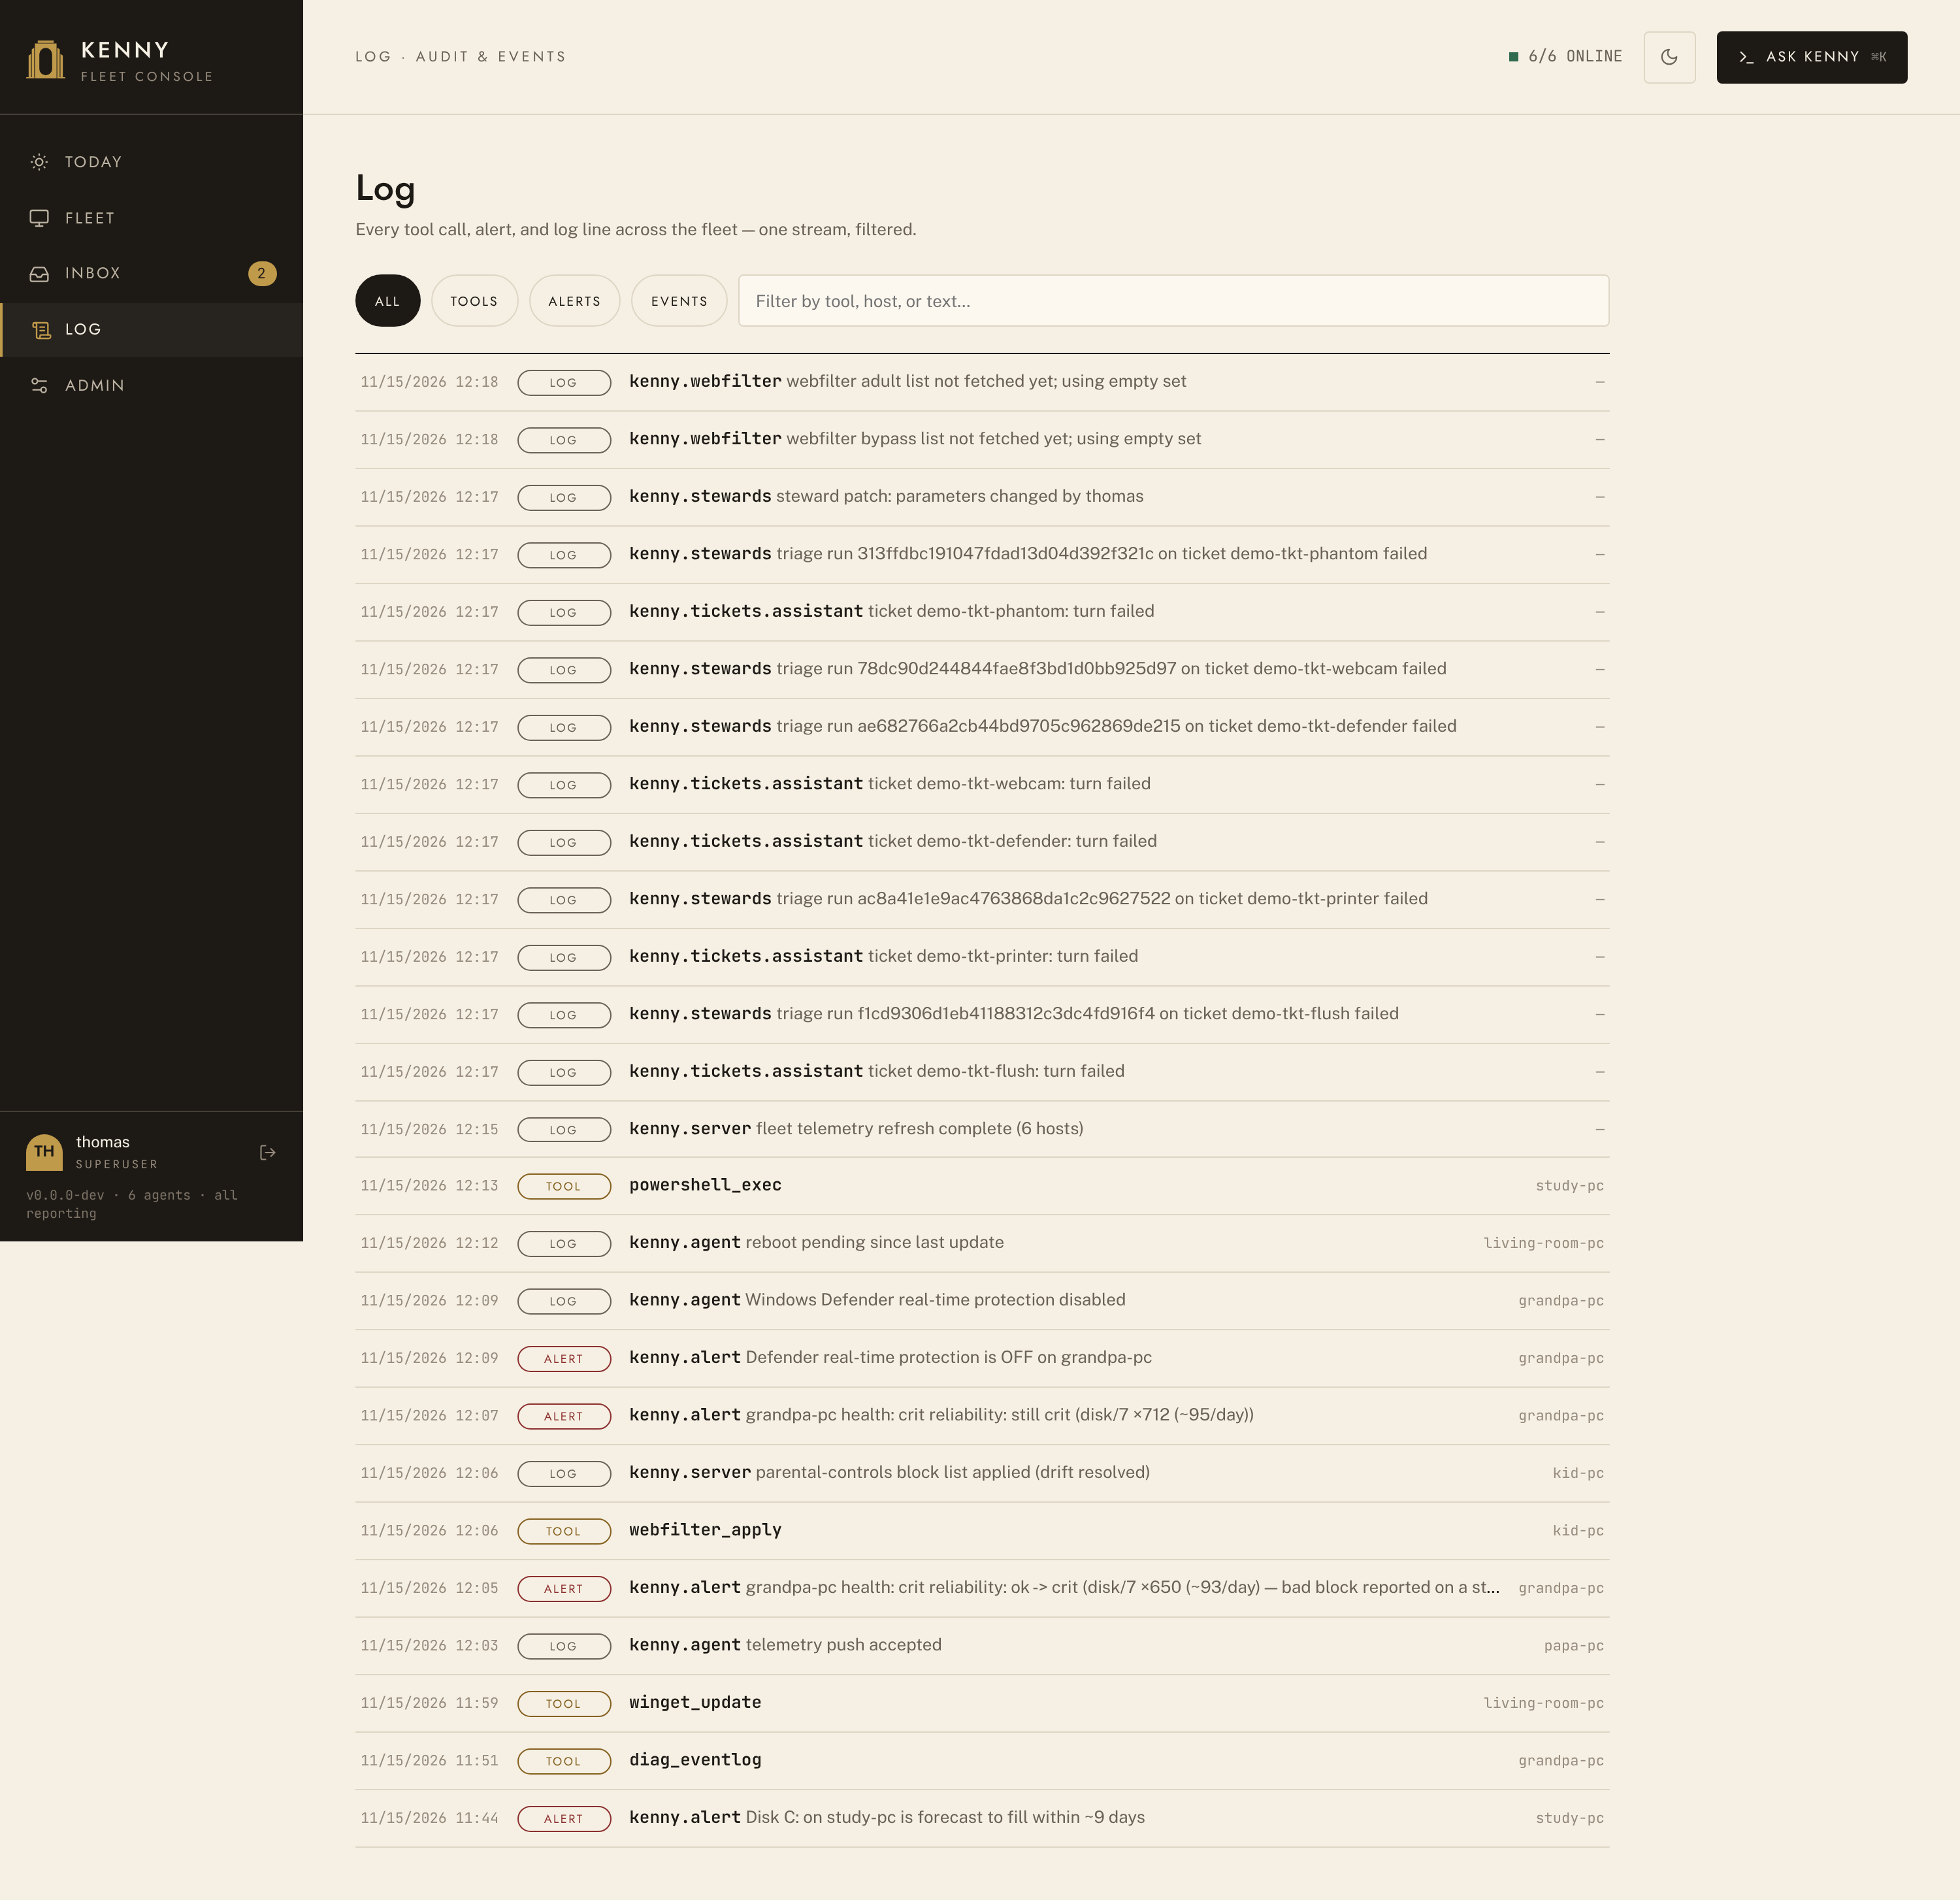 KENNY
FLEET CONSOLE
TODAY
FLEET
INBOX 2
LOG
ADMIN
TH thomas
SUPERUSER
v0.0.0-dev · 6 agents · all
reporting
LOG · AUDIT & EVENTS
6/6 ONLINE
ASK KENNY ⌘K
Log
Every tool call, alert, and log line across the fleet — one stream, filtered.
ALL TOOLS ALERTS EVENTS Filter by tool, host, or text...
11/15/2026 12:18 LOG kenny.webfilter webfilter adult list not fetched yet; using empty set —
11/15/2026 12:18 LOG kenny.webfilter webfilter bypass list not fetched yet; using empty set —
11/15/2026 12:17 LOG kenny.stewards steward patch: parameters changed by thomas —
11/15/2026 12:17 LOG kenny.stewards triage run 313ffdbc191047fdad13d04d392f321c on ticket demo-tkt-phantom failed —
11/15/2026 12:17 LOG kenny.tickets.assistant ticket demo-tkt-phantom: turn failed —
11/15/2026 12:17 LOG kenny.stewards triage run 78dc90d244844fae8f3bd1d0bb925d97 on ticket demo-tkt-webcam failed —
11/15/2026 12:17 LOG kenny.stewards triage run ae682766a2cb44bd9705c962869de215 on ticket demo-tkt-defender failed —
11/15/2026 12:17 LOG kenny.tickets.assistant ticket demo-tkt-webcam: turn failed —
11/15/2026 12:17 LOG kenny.tickets.assistant ticket demo-tkt-defender: turn failed —
11/15/2026 12:17 LOG kenny.stewards triage run ac8a41e1e9ac4763868da1c2c9627522 on ticket demo-tkt-printer failed —
11/15/2026 12:17 LOG kenny.tickets.assistant ticket demo-tkt-printer: turn failed —
11/15/2026 12:17 LOG kenny.stewards triage run f1cd9306d1eb41188312c3dc4fd916f4 on ticket demo-tkt-flush failed —
11/15/2026 12:17 LOG kenny.tickets.assistant ticket demo-tkt-flush: turn failed —
11/15/2026 12:15 LOG kenny.server fleet telemetry refresh complete (6 hosts) —
11/15/2026 12:13 TOOL powershell_exec study-pc
11/15/2026 12:12 LOG kenny.agent reboot pending since last update living-room-pc
11/15/2026 12:09 LOG kenny.agent Windows Defender real-time protection disabled grandpa-pc
11/15/2026 12:09 ALERT kenny.alert Defender real-time protection is OFF on grandpa-pc grandpa-pc
11/15/2026 12:07 ALERT kenny.alert grandpa-pc health: crit reliability: still crit (disk/7 ×712 (~95/day)) grandpa-pc
11/15/2026 12:06 LOG kenny.server parental-controls block list applied (drift resolved) kid-pc
11/15/2026 12:06 TOOL webfilter_apply kid-pc
11/15/2026 12:05 ALERT kenny.alert grandpa-pc health: crit reliability: ok -> crit (disk/7 ×650 (~93/day) — bad block reported on a st... grandpa-pc
11/15/2026 12:03 LOG kenny.agent telemetry push accepted papa-pc
11/15/2026 11:59 TOOL winget_update living-room-pc
11/15/2026 11:51 TOOL diag_eventlog grandpa-pc
11/15/2026 11:44 ALERT kenny.alert Disk C: on study-pc is forecast to fill within ~9 days study-pc